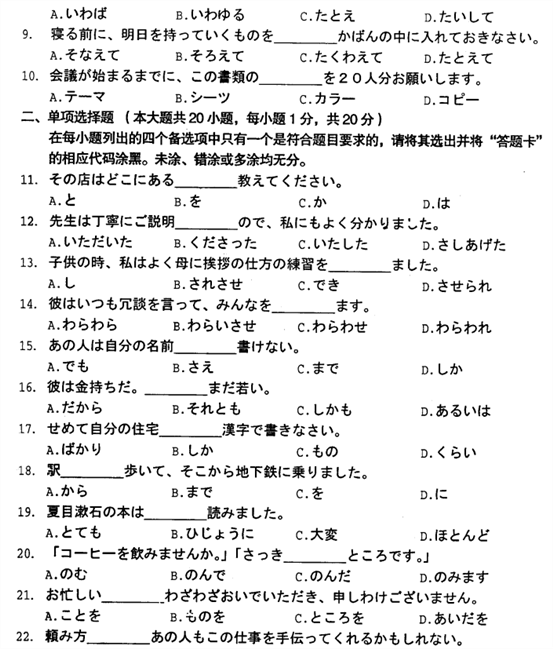 A.いわば B.いわゆる C.たとえ D.たいして
9. 寝る前に、明日を持っていくものを________かばんの中に入れておきなさい。
A.そなえて B.そろえて C.たくわえて D.たとえて
10. 会議が始まるまでに、この書類の________を２０人分お願いします。
A.テーマ B.シーツ C.カラー D.コピー
二、单项选择题（本大题共 20 小题，每小题 1 分，共 20 分）
在每小题列出的四个备选项中只有一个是符合题目要求的，请将其选出并将“答题卡”
的相应代码涂黑。未涂、错涂或多涂均无分。
11. その店はどこにある________教えてください。
A.と B.を C.か D.は
12. 先生は丁寧にご説明________ので、私にもよく分かりました。
A.いただいた B.くださった C.いたした D.さしあげた
13. 子供の時、私はよく母に挨拶の仕方の練習を________ました。
A.し B.されさせ C.でき D.させられ
14. 彼はいつも冗談を言って、みんなを________ます。
A.わらわら B.わらいさせ C.わらわせ D.わらわれ
15. あの人は自分の名前________書けない。
A.でも B.さえ C.まで D.しか
16. 彼は金持ちだ。________まだ若い。
A.だから B.それとも C.しかも D.あるいは
17. せめて自分の住宅________漢字で書きなさい。
A.ばかり B.しか C.もの D.くらい
18. 駅________歩いて、そこから地下鉄に乗りました。
A.から B.まで C.を D.に
19. 夏目漱石の本は________読みました。
A.とても B.ひじょうに C.大変 D.ほとんど
20. 「コーヒーを飲みませんか。」「さっき________ところです。」
A.のむ B.のんで C.のんだ D.のみます
21. お忙しい________わざわざおいでいただき、申しわけございません。
A.ことを B.ものを C.ところを D.あいだを
22. 頼み方________あの人もこの仕事を手伝ってくれるかもしれない。